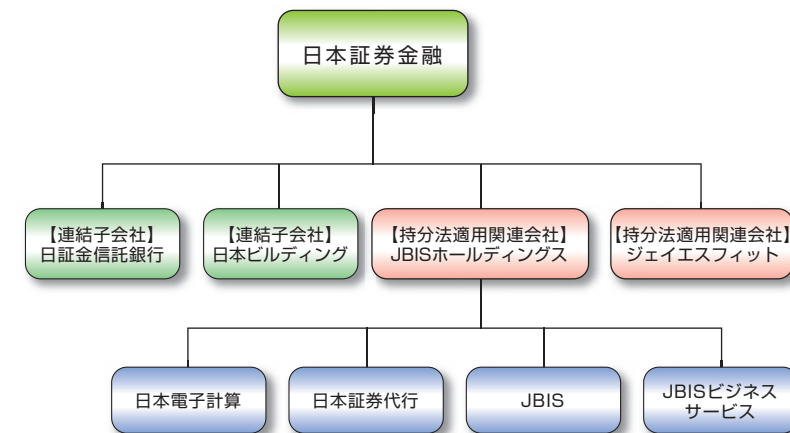 日本証券金融
【連結子会社】
日証金信託銀行
【連結子会社】
日本ビルディング
【持分法適用関連会社】
JBISホールディングス
【持分法適用関連会社】
ジェイエスフィット
日本電子計算
日本証券代行
JBIS
JBISビジネス
サービス